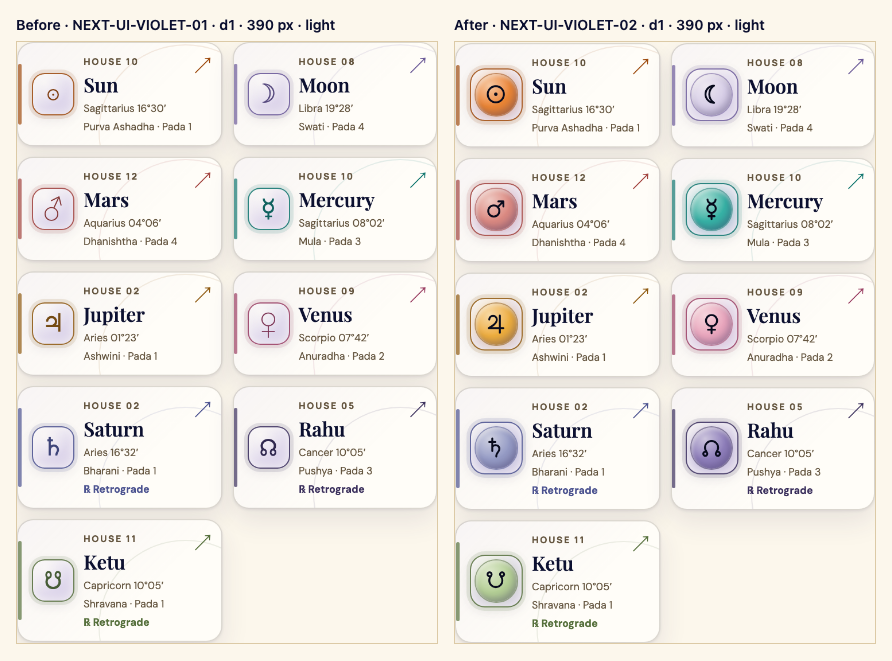 Before · NEXT-UI-VIOLET-01 · d1 · 390 px · light
HOUSE 10
Sun
Sagittarius 16°30′
Purva Ashadha · Pada 1
HOUSE 08
Moon
Libra 19°28′
Swati · Pada 4
HOUSE 12
Mars
Aquarius 04°06′
Dhanishtha · Pada 4
HOUSE 10
Mercury
Sagittarius 08°02′
Mula · Pada 3
HOUSE 02
Jupiter
Aries 01°23′
Ashwini · Pada 1
HOUSE 09
Venus
Scorpio 07°42′
Anuradha · Pada 2
HOUSE 02
Saturn
Aries 16°32′
Bharani · Pada 1
℞ Retrograde
HOUSE 05
Rahu
Cancer 10°05′
Pushya · Pada 3
℞ Retrograde
HOUSE 11
Ketu
Capricorn 10°05′
Shravana · Pada 1
℞ Retrograde
After · NEXT-UI-VIOLET-02 · d1 · 390 px · light
HOUSE 10
Sun
Sagittarius 16°30′
Purva Ashadha · Pada 1
HOUSE 08
Moon
Libra 19°28′
Swati · Pada 4
HOUSE 12
Mars
Aquarius 04°06′
Dhanishtha · Pada 4
HOUSE 10
Mercury
Sagittarius 08°02′
Mula · Pada 3
HOUSE 02
Jupiter
Aries 01°23′
Ashwini · Pada 1
HOUSE 09
Venus
Scorpio 07°42′
Anuradha · Pada 2
HOUSE 02
Saturn
Aries 16°32′
Bharani · Pada 1
℞ Retrograde
HOUSE 05
Rahu
Cancer 10°05′
Pushya · Pada 3
℞ Retrograde
HOUSE 11
Ketu
Capricorn 10°05′
Shravana · Pada 1
℞ Retrograde